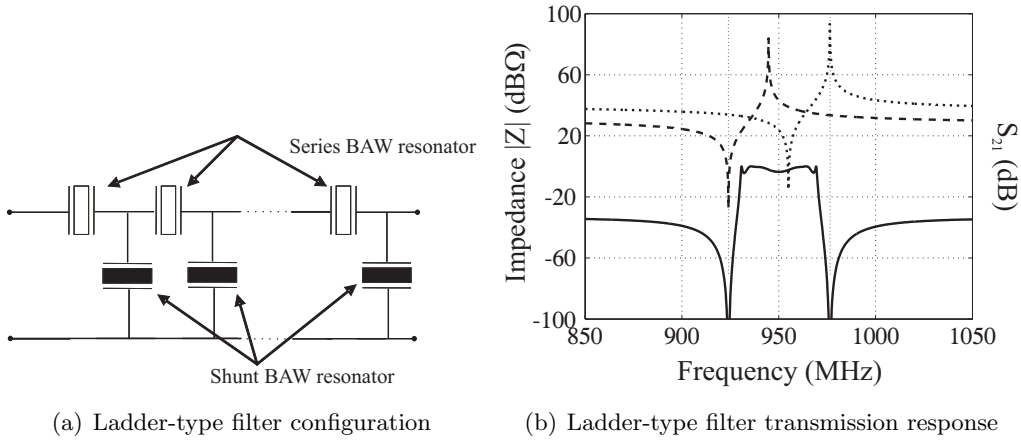 Series BAW resonator
Shunt BAW resonator
(a) Ladder-type filter configuration
Impedance |Z| (dBΩ)
100
60
20
-20
-60
-100
850
900
950
1000
1050
Frequency (MHz)
S21 (dB)
(b) Ladder-type filter transmission response